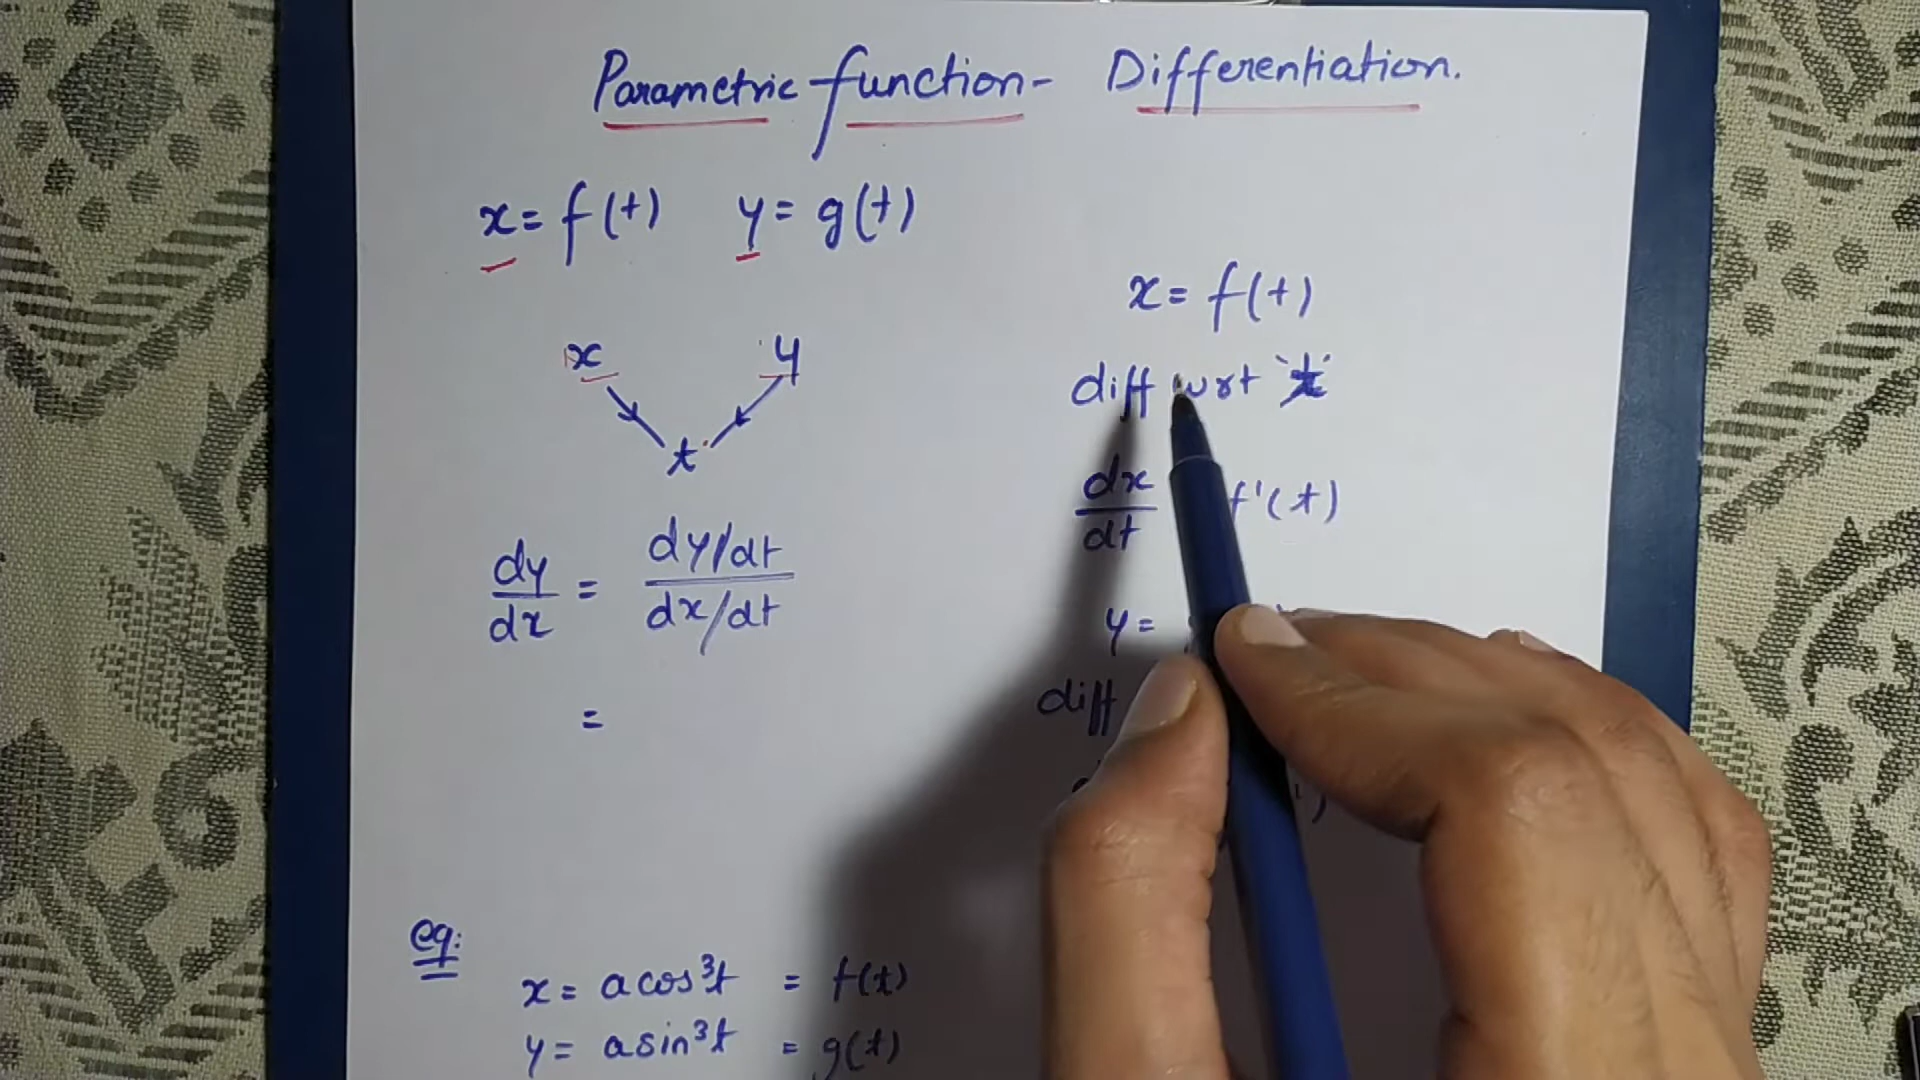 Parametric function - Differentiation.
x = f(t) y = g(t)
x y
t
dy/dx = dy/dt / dx/dt
=
x = f(t)
diff wrt 't'
dx/dt f'(t)
y =
diff
eg:
x = a cos³t = f(t)
y = a sin³t = g(t)